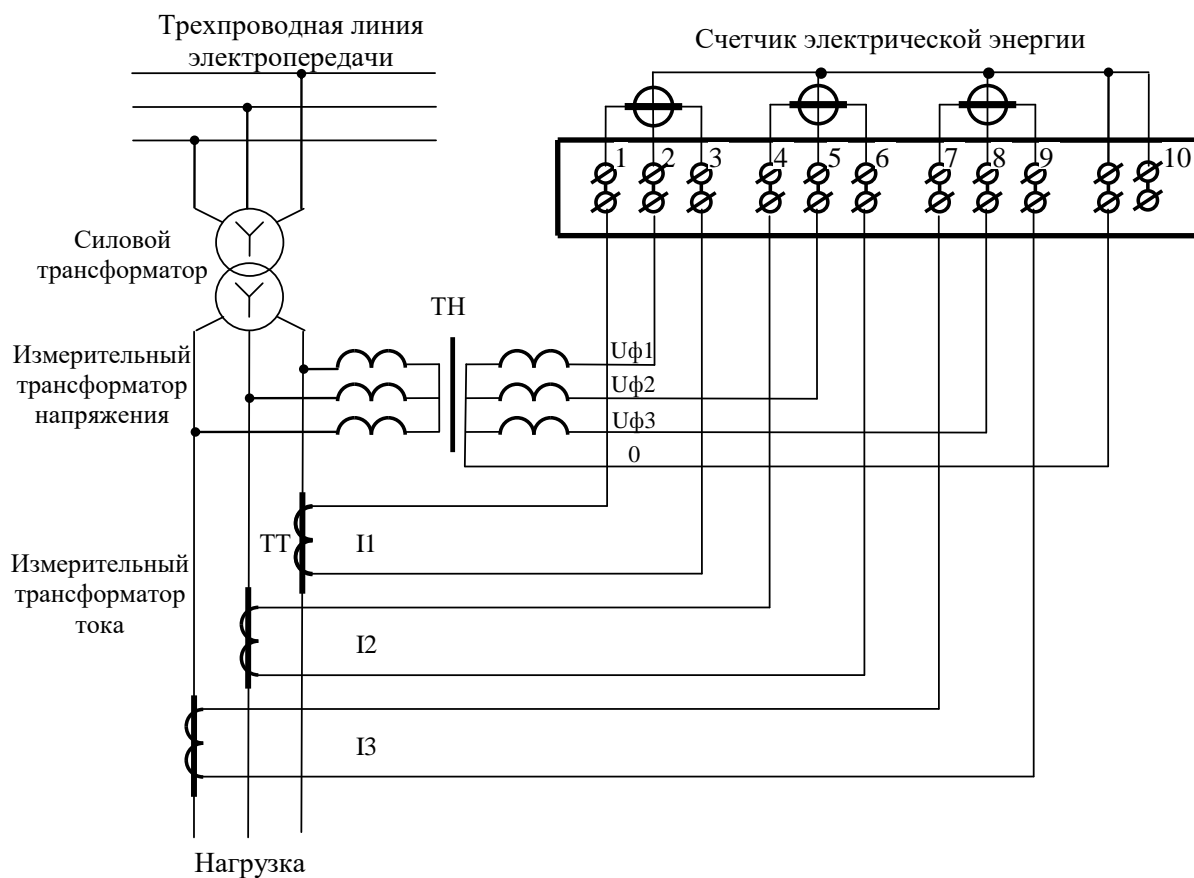 Трехпроводная линия
электропередачи
Счетчик электрической энергии
1 2 3 4 5 6 7 8 9 10
Силовой
трансформатор
ТН
Измерительный
трансформатор
напряжения
Uф1
Uф2
Uф3
0
ТТ
I1
Измерительный
трансформатор
тока
I2
I3
Нагрузка